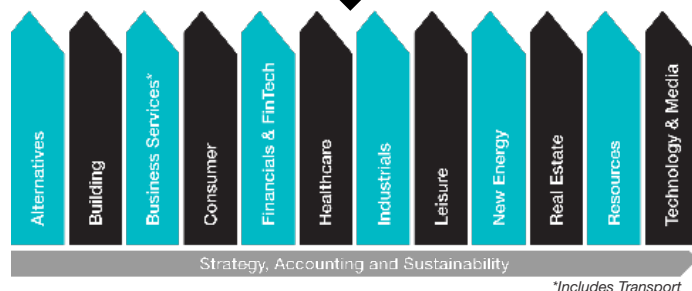 Alternatives
Building
Business Services*
Consumer
Financials & FinTech
Healthcare
Industrials
Leisure
New Energy
Real Estate
Resources
Technology & Media
Strategy, Accounting and Sustainability
*Includes Transport